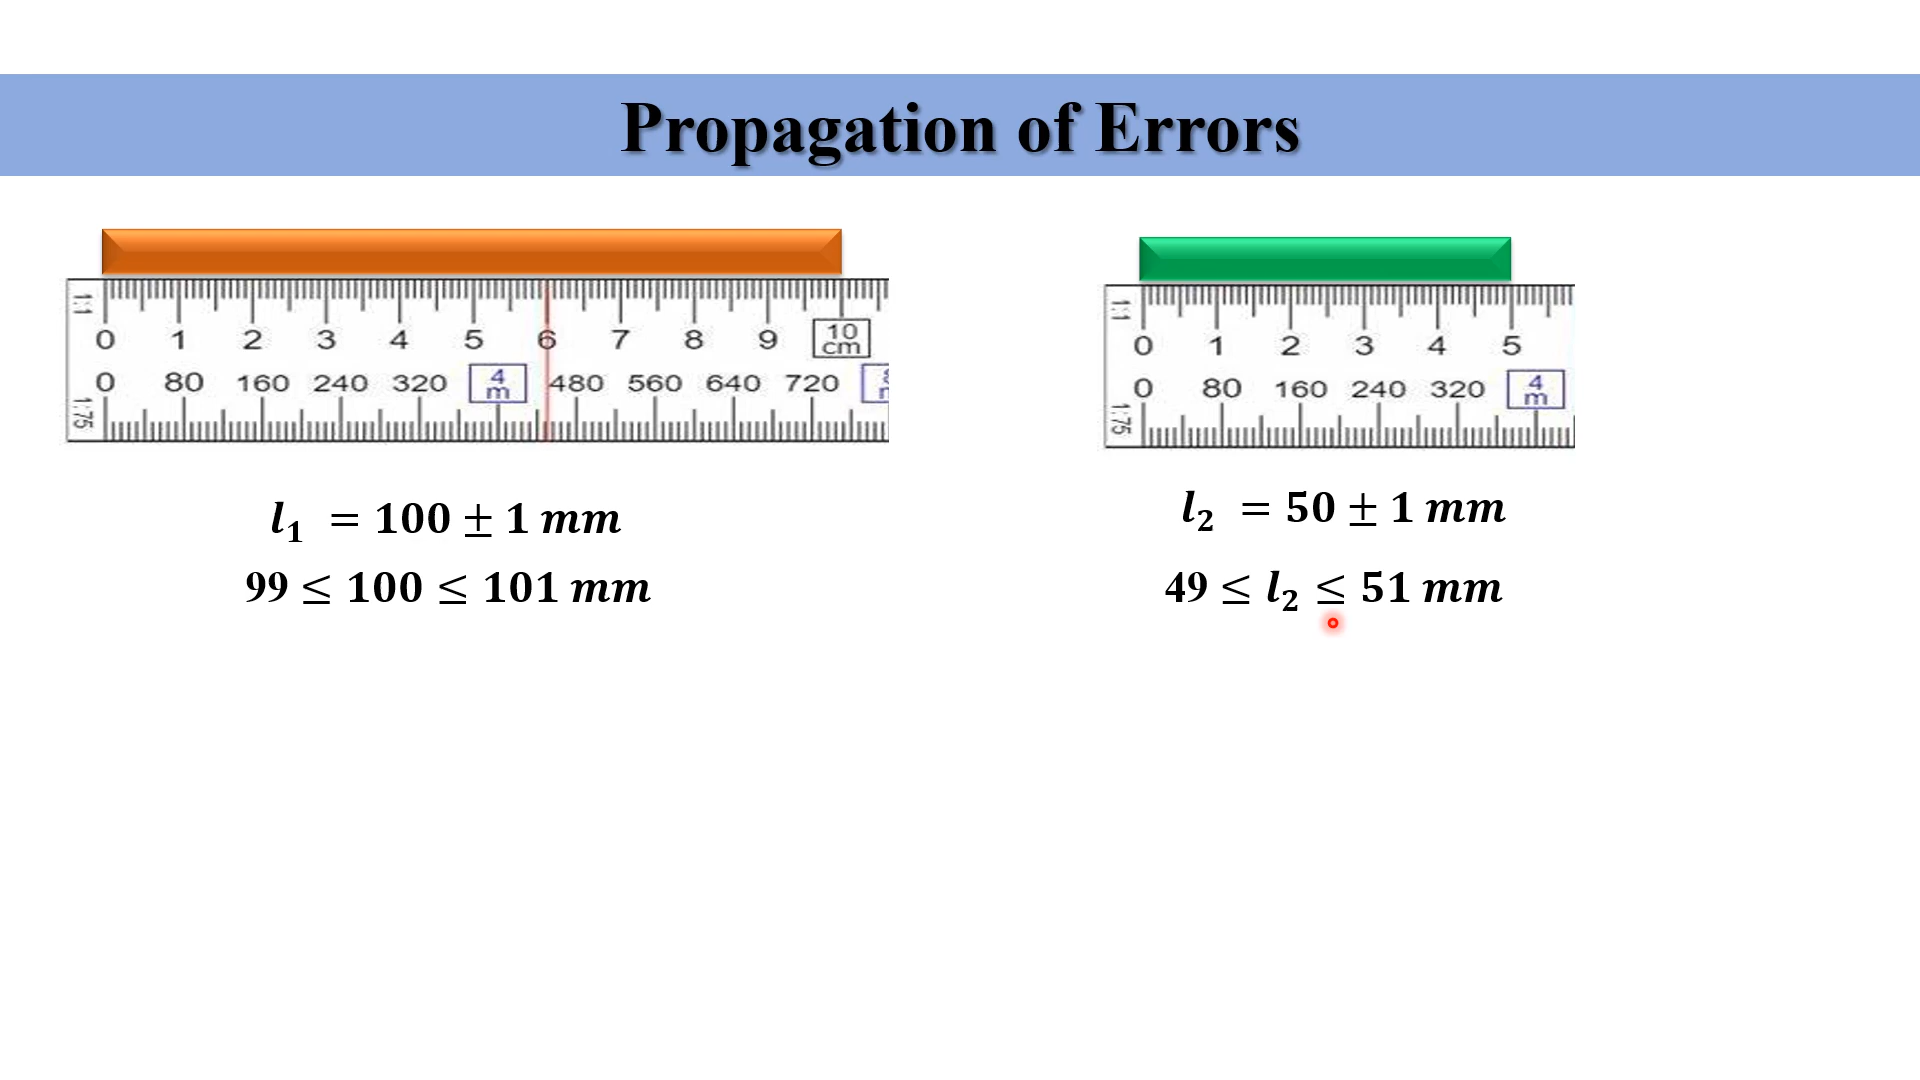 Propagation of Errors
1:1
0 1 2 3 4 5 6 7 8 9 10 cm
0 80 160 240 320 4 m 480 560 640 720
1:75
1:1
0 1 2 3 4 5
0 80 160 240 320 4 m
1:75
l₁ = 100 ± 1 mm
99 ≤ 100 ≤ 101 mm
l₂ = 50 ± 1 mm
49 ≤ l₂ ≤ 51 mm